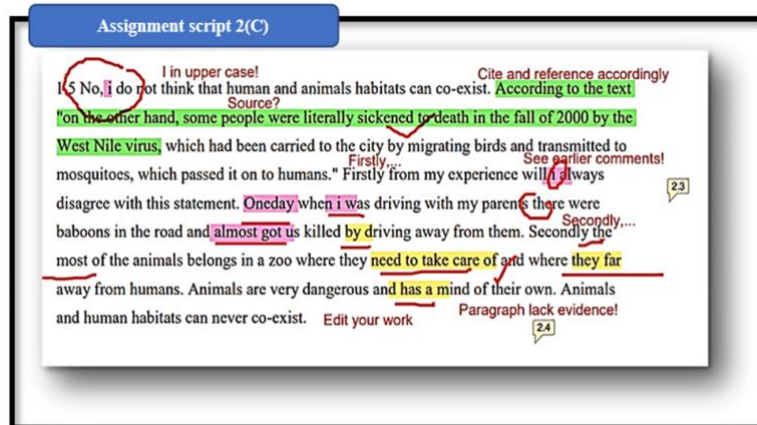 Assignment script 2(C)
I in upper case!
Cite and reference accordingly
1.5 No, i do not think that human and animals habitats can co-exist. According to the text
Source?
"on the other hand, some people were literally sickened to death in the fall of 2000 by the
West Nile virus, which had been carried to the city by migrating birds and transmitted to
Firstly,...
See earlier comments!
mosquitoes, which passed it on to humans." Firstly from my experience will i always
2.3
disagree with this statement. Oneday when i was driving with my parents there were
Secondly,...
baboons in the road and almost got us killed by driving away from them. Secondly the
most of the animals belongs in a zoo where they need to take care of and where they far
away from humans. Animals are very dangerous and has a mind of their own. Animals
Paragraph lack evidence!
and human habitats can never co-exist.
Edit your work
2.4